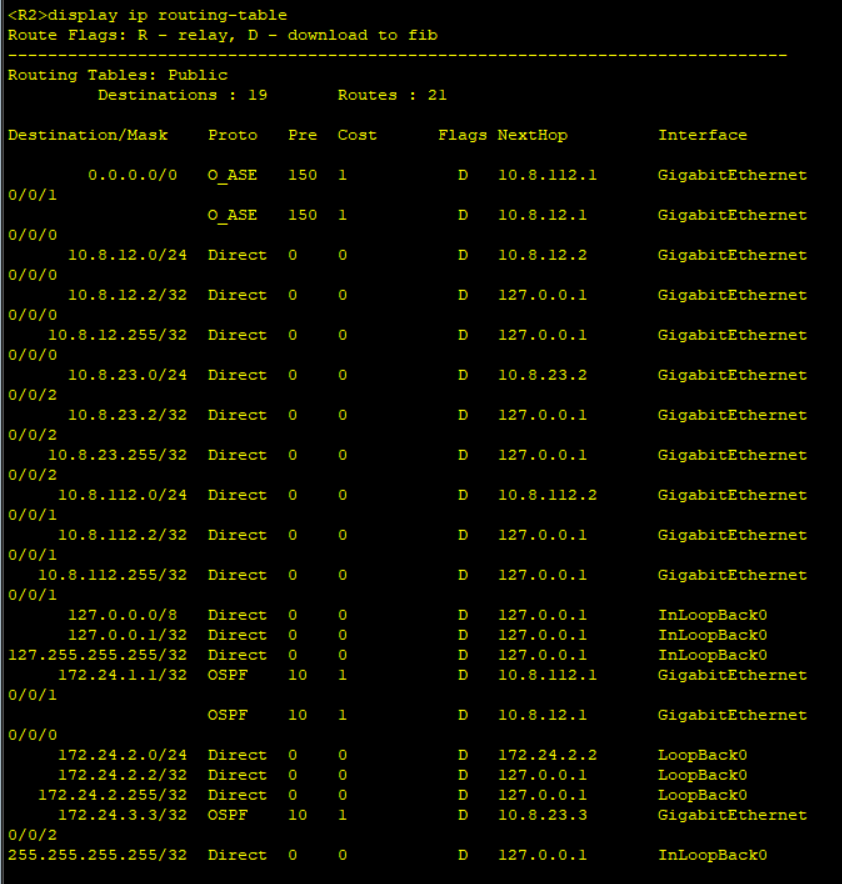 <R2>display ip routing-table
Route Flags: R - relay, D - download to fib
------------------------------------------------------------------------------
Routing Tables: Public
         Destinations : 19       Routes : 21

Destination/Mask    Proto   Pre  Cost      Flags NextHop         Interface

        0.0.0.0/0   O_ASE   150  1           D   10.8.112.1      GigabitEthernet
0/0/1
                    O_ASE   150  1           D   10.8.12.1       GigabitEthernet
0/0/0
      10.8.12.0/24  Direct  0    0           D   10.8.12.2       GigabitEthernet
0/0/0
      10.8.12.2/32  Direct  0    0           D   127.0.0.1       GigabitEthernet
0/0/0
    10.8.12.255/32  Direct  0    0           D   127.0.0.1       GigabitEthernet
0/0/0
      10.8.23.0/24  Direct  0    0           D   10.8.23.2       GigabitEthernet
0/0/2
      10.8.23.2/32  Direct  0    0           D   127.0.0.1       GigabitEthernet
0/0/2
    10.8.23.255/32  Direct  0    0           D   127.0.0.1       GigabitEthernet
0/0/2
     10.8.112.0/24  Direct  0    0           D   10.8.112.2      GigabitEthernet
0/0/1
     10.8.112.2/32  Direct  0    0           D   127.0.0.1       GigabitEthernet
0/0/1
   10.8.112.255/32  Direct  0    0           D   127.0.0.1       GigabitEthernet
0/0/1
      127.0.0.0/8   Direct  0    0           D   127.0.0.1       InLoopBack0
      127.0.0.1/32  Direct  0    0           D   127.0.0.1       InLoopBack0
127.255.255.255/32  Direct  0    0           D   127.0.0.1       InLoopBack0
     172.24.1.1/32  OSPF    10   1           D   10.8.112.1      GigabitEthernet
0/0/1
                    OSPF    10   1           D   10.8.12.1       GigabitEthernet
0/0/0
     172.24.2.0/24  Direct  0    0           D   172.24.2.2      LoopBack0
     172.24.2.2/32  Direct  0    0           D   127.0.0.1       LoopBack0
   172.24.2.255/32  Direct  0    0           D   127.0.0.1       LoopBack0
     172.24.3.3/32  OSPF    10   1           D   10.8.23.3       GigabitEthernet
0/0/2
255.255.255.255/32  Direct  0    0           D   127.0.0.1       InLoopBack0